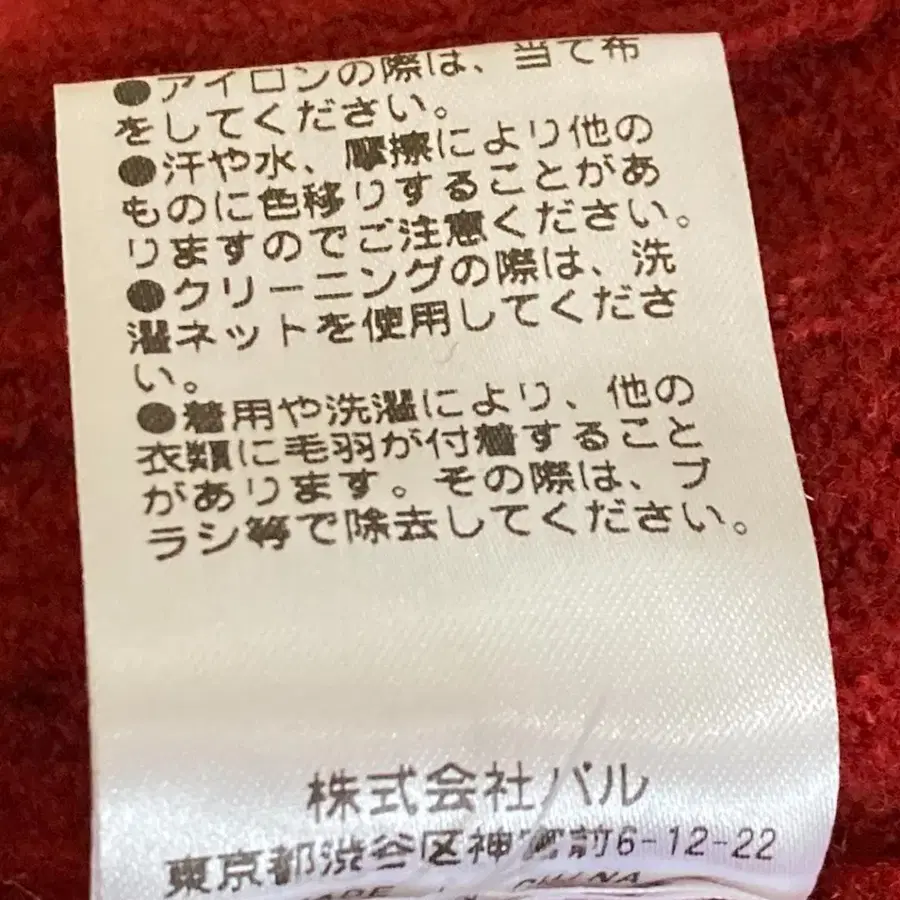 ●アイロンの際は、当て布
をしてください。
●汗や水、摩擦により他の
ものに色移りすることがあ
りますのでご注意ください。
●クリーニングの際は、洗
濯ネットを使用してくださ
い。
●着用や洗濯により、他の
衣類に毛羽が付着すること
があります。その際は、ブ
ラシ等で除去してください。
株式会社バル
東京都渋谷区神宮前6-12-22
MADE IN CHINA